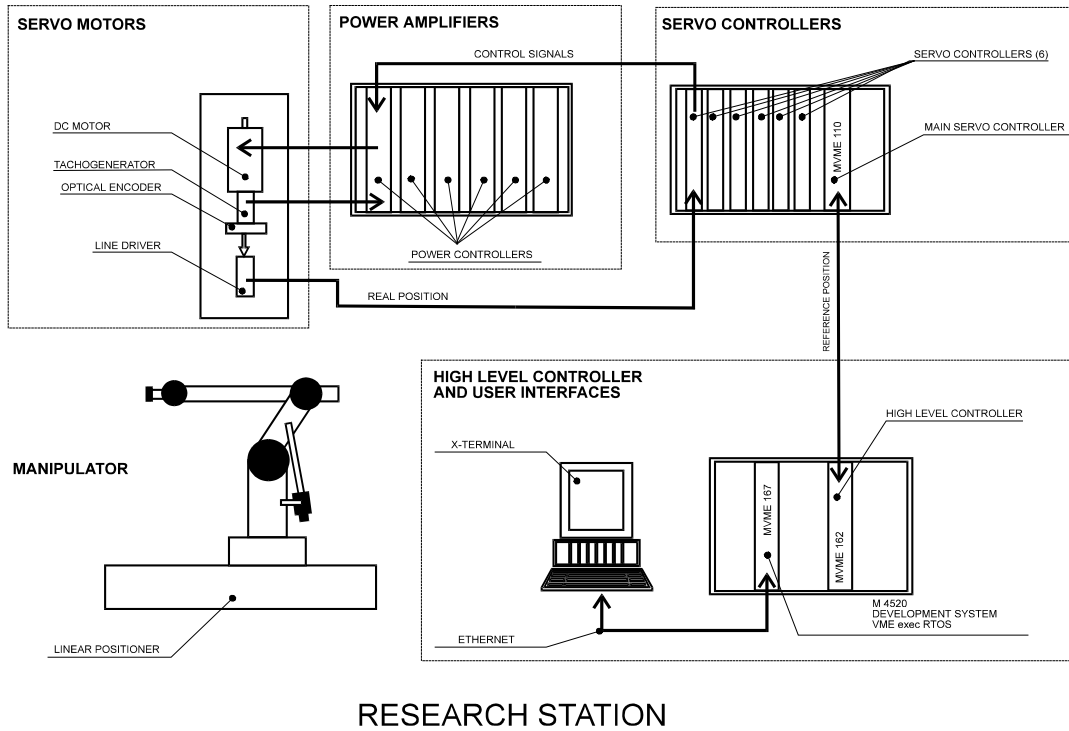 SERVO MOTORS
POWER AMPLIFIERS
SERVO CONTROLLERS
CONTROL SIGNALS
SERVO CONTROLLERS (6)
DC MOTOR
TACHOGENERATOR
OPTICAL ENCODER
LINE DRIVER
MVME 110
MAIN SERVO CONTROLLER
POWER CONTROLLERS
REAL POSITION
REFERENCE POSITION
HIGH LEVEL CONTROLLER
AND USER INTERFACES
HIGH LEVEL CONTROLLER
X-TERMINAL
MANIPULATOR
MVME 167
MVME 162
M 4520
DEVELOPMENT SYSTEM
VME exec RTOS
ETHERNET
LINEAR POSITIONER
RESEARCH STATION